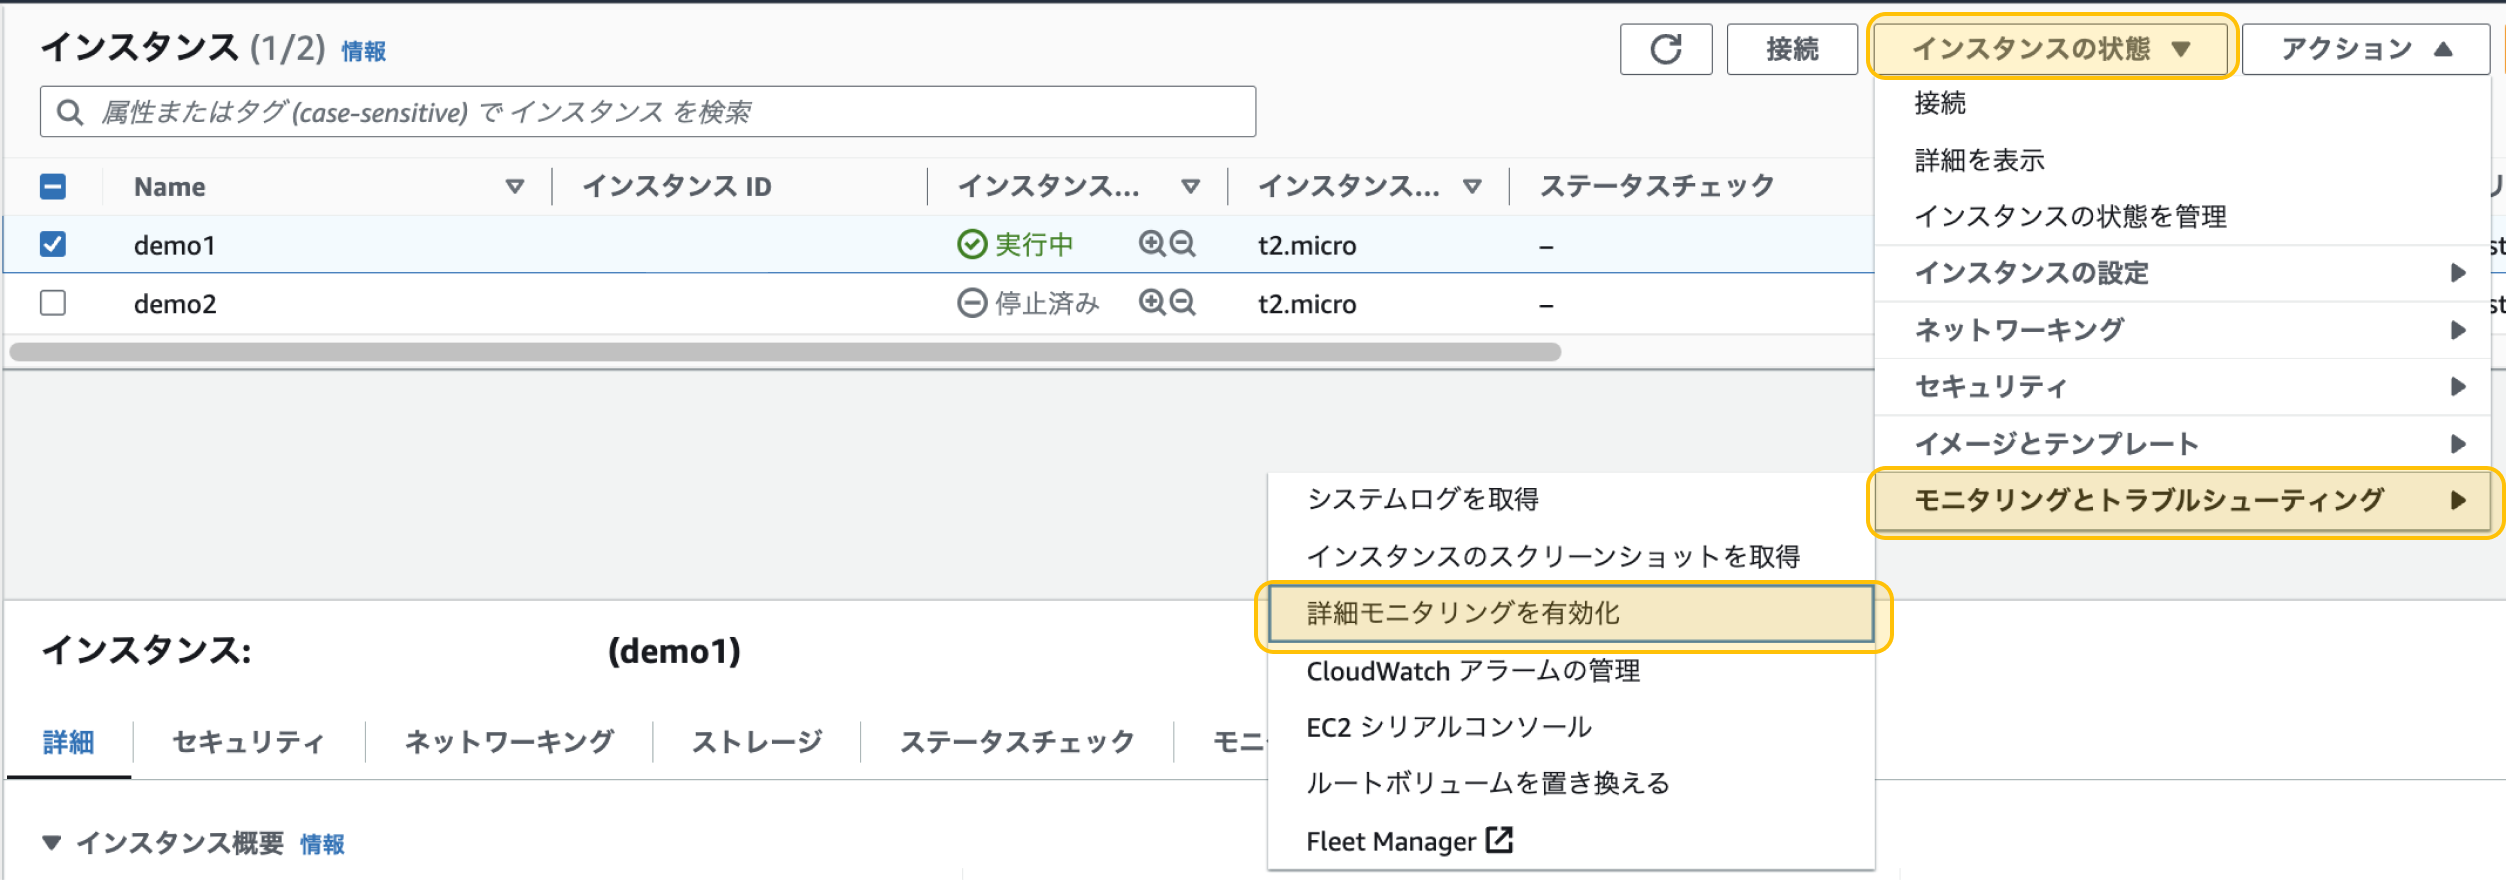 インスタンス (1/2) 情報
接続
インスタンスの状態
アクション
属性またはタグ (case-sensitive) で インスタンス を検索
Name インスタンス ID インスタンス... インスタンス... ステータスチェック
demo1 実行中 t2.micro –
demo2 停止済み t2.micro –
接続
詳細を表示
インスタンスの状態を管理
インスタンスの設定
ネットワーキング
セキュリティ
イメージとテンプレート
モニタリングとトラブルシューティング
システムログを取得
インスタンスのスクリーンショットを取得
詳細モニタリングを有効化
CloudWatch アラームの管理
EC2 シリアルコンソール
ルートボリュームを置き換える
Fleet Manager
インスタンス: (demo1)
詳細 セキュリティ ネットワーキング ストレージ ステータスチェック モニ
インスタンス概要 情報